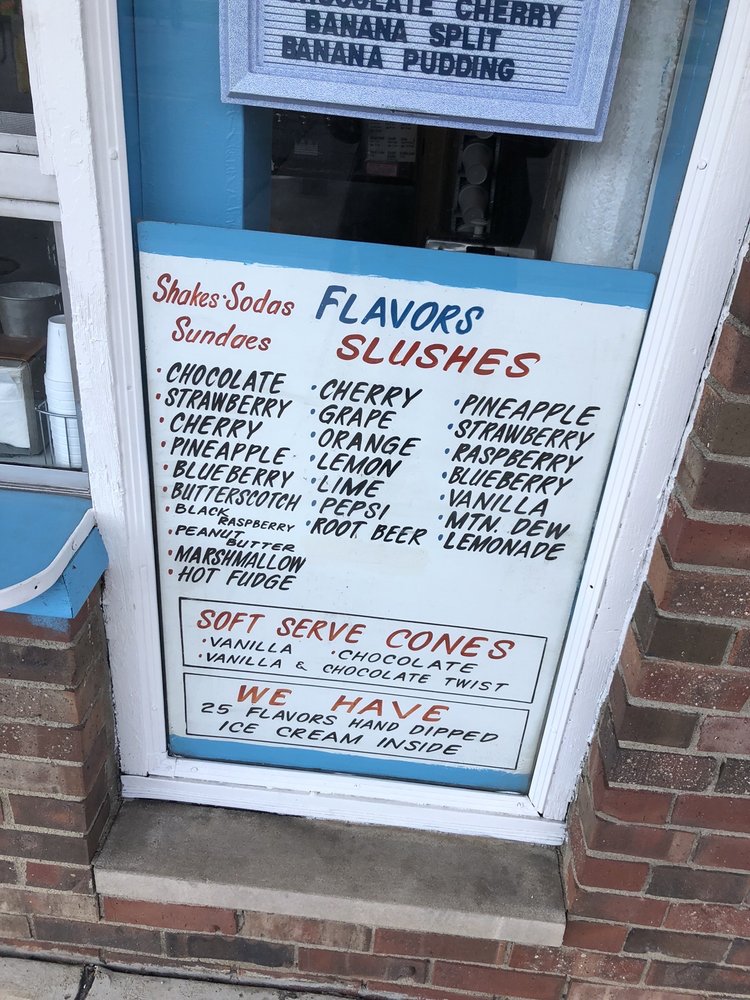 CHOCOLATE CHERRY
BANANA SPLIT
BANANA PUDDING
Shakes·Sodas
Sundaes
FLAVORS
SLUSHES
·CHOCOLATE
·STRAWBERRY
·CHERRY
·PINEAPPLE
·BLUEBERRY
·BUTTERSCOTCH
·BLACK
RASPBERRY
·PEANUT
BUTTER
·MARSHMALLOW
·HOT FUDGE
·CHERRY
·GRAPE
·ORANGE
·LEMON
·LIME
·PEPSI
·ROOT BEER
·PINEAPPLE
·STRAWBERRY
·RASPBERRY
·BLUEBERRY
·VANILLA
·MTN. DEW
·LEMONADE
SOFT SERVE CONES
·VANILLA ·CHOCOLATE
·VANILLA & CHOCOLATE TWIST
WE HAVE
25 FLAVORS HAND DIPPED
ICE CREAM INSIDE